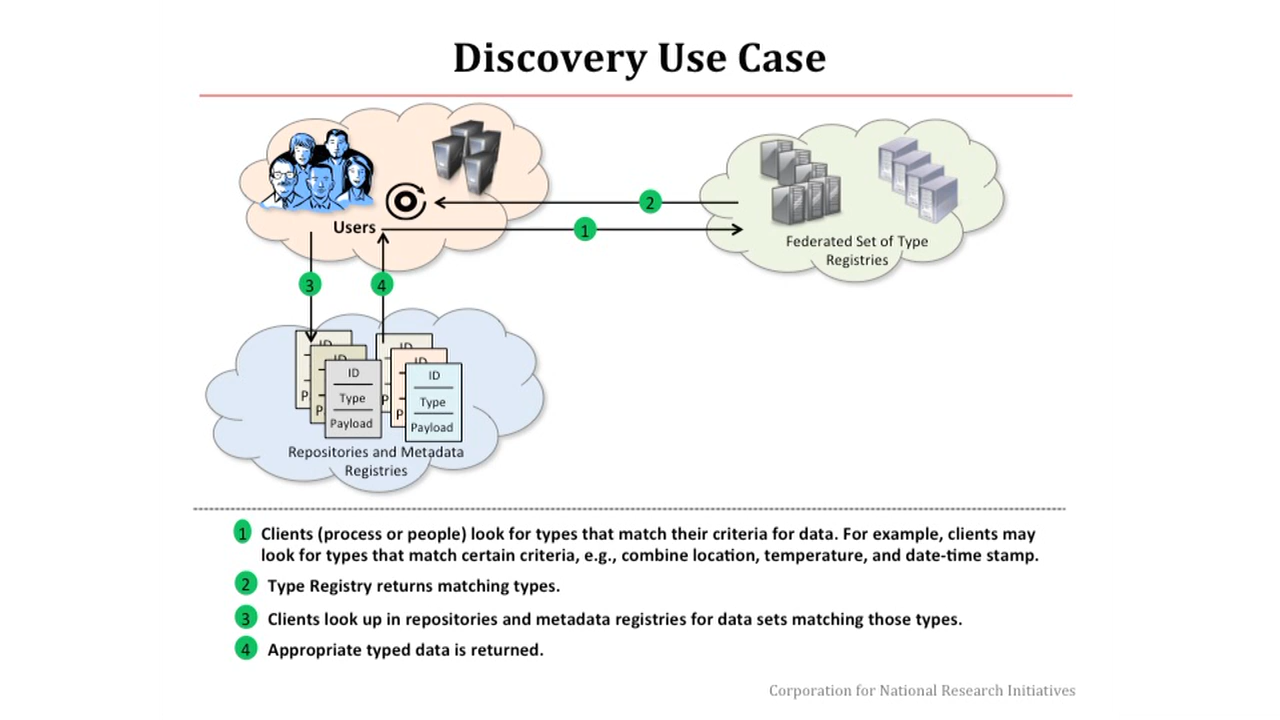 Discovery Use Case
2
Users
1
Federated Set of Type
Registries
3
4
ID
ID
ID
ID
ID
ID
Type
Type
P
P
P
P
Payload
Payload
Repositories and Metadata
Registries
1 Clients (process or people) look for types that match their criteria for data. For example, clients may
look for types that match certain criteria, e.g., combine location, temperature, and date-time stamp.
2 Type Registry returns matching types.
3 Clients look up in repositories and metadata registries for data sets matching those types.
4 Appropriate typed data is returned.
Corporation for National Research Initiatives